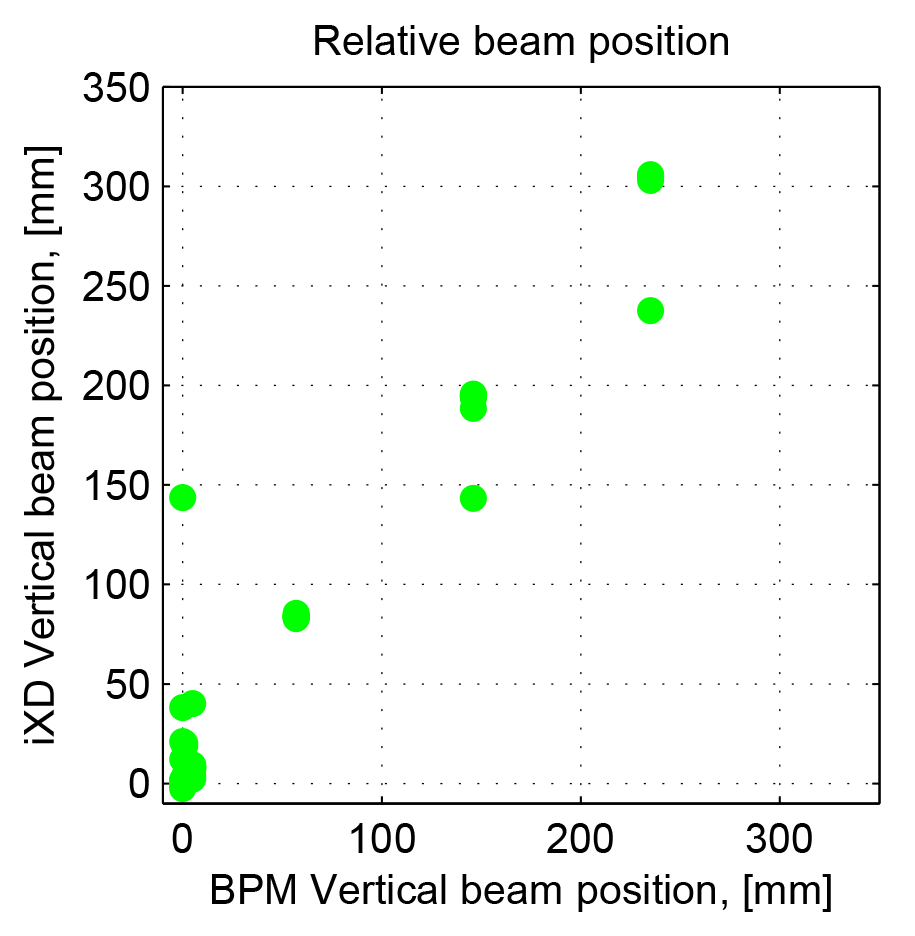 Relative beam position
350
300
250
200
150
100
50
0
iXD Vertical beam position, [mm]
0 100 200 300
BPM Vertical beam position, [mm]